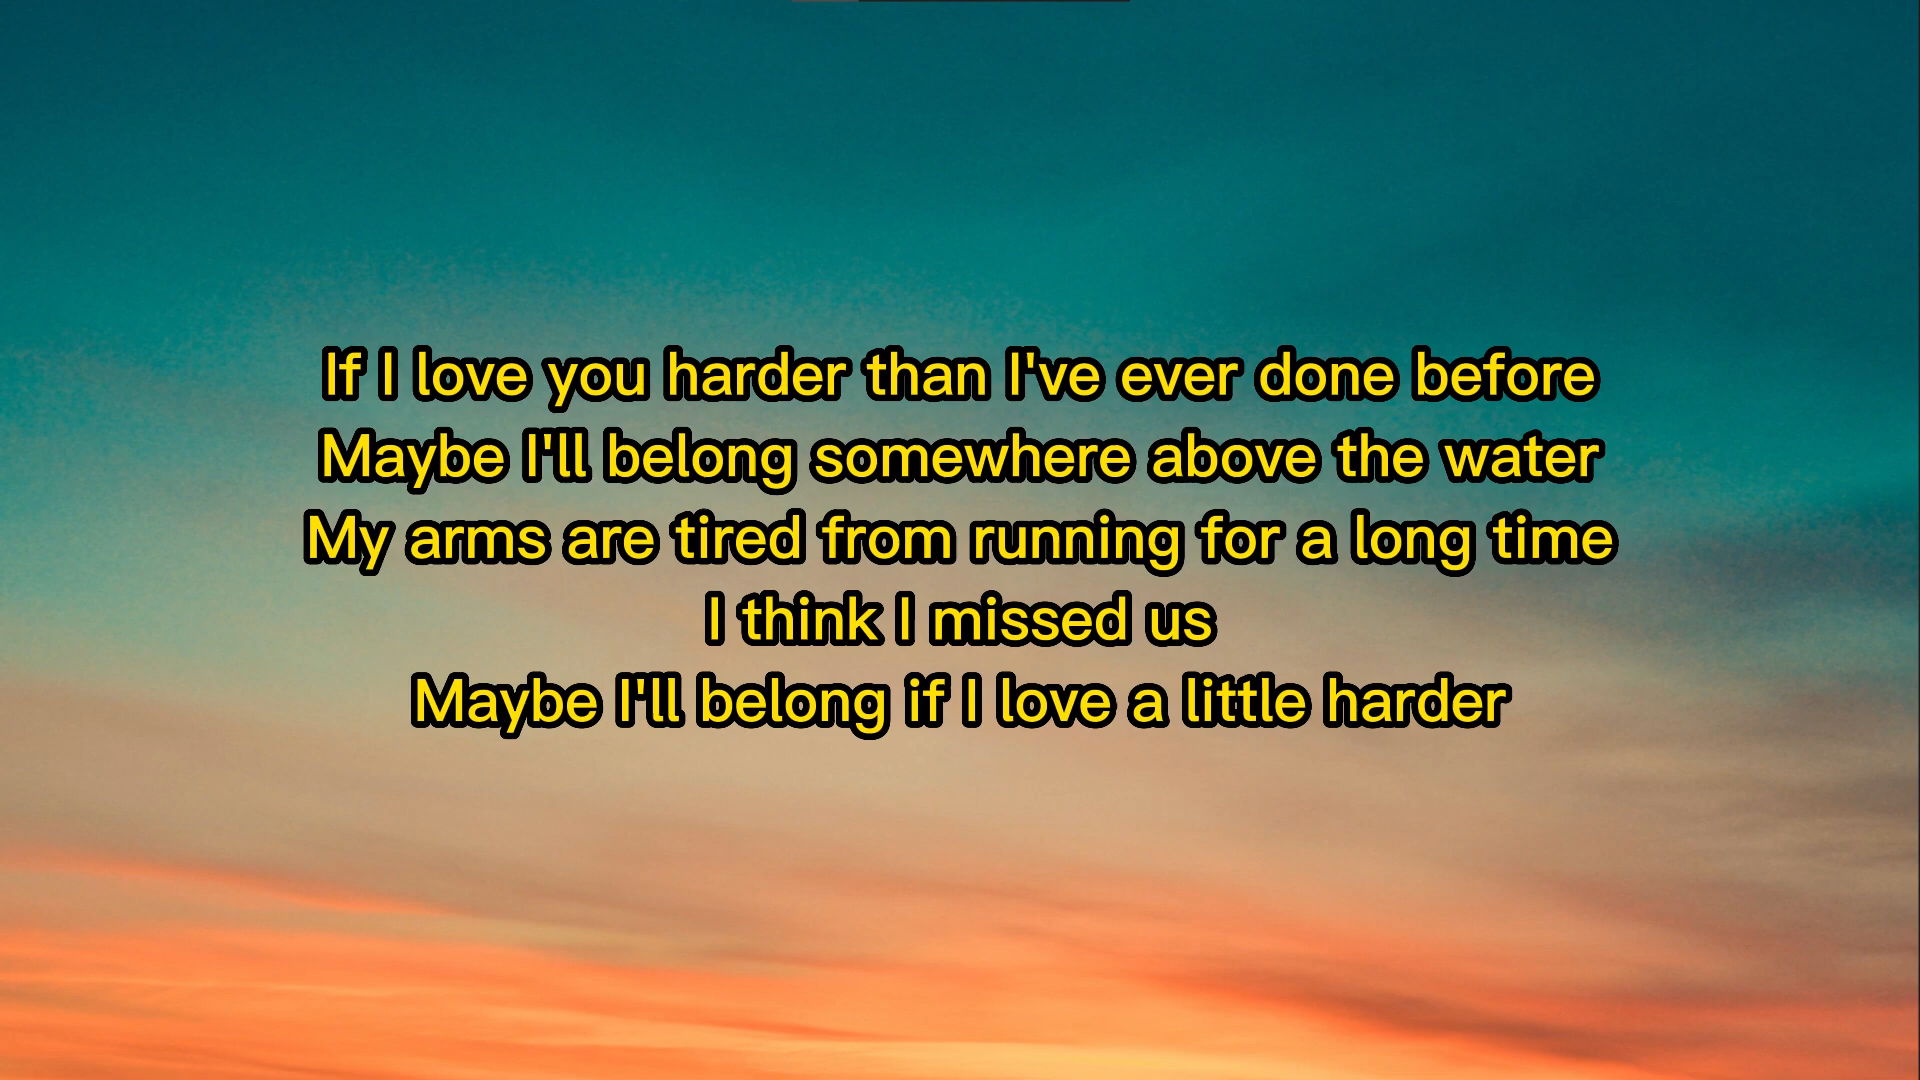 If I love you harder than I've ever done before
Maybe I'll belong somewhere above the water
My arms are tired from running for a long time
I think I missed us
Maybe I'll belong if I love a little harder